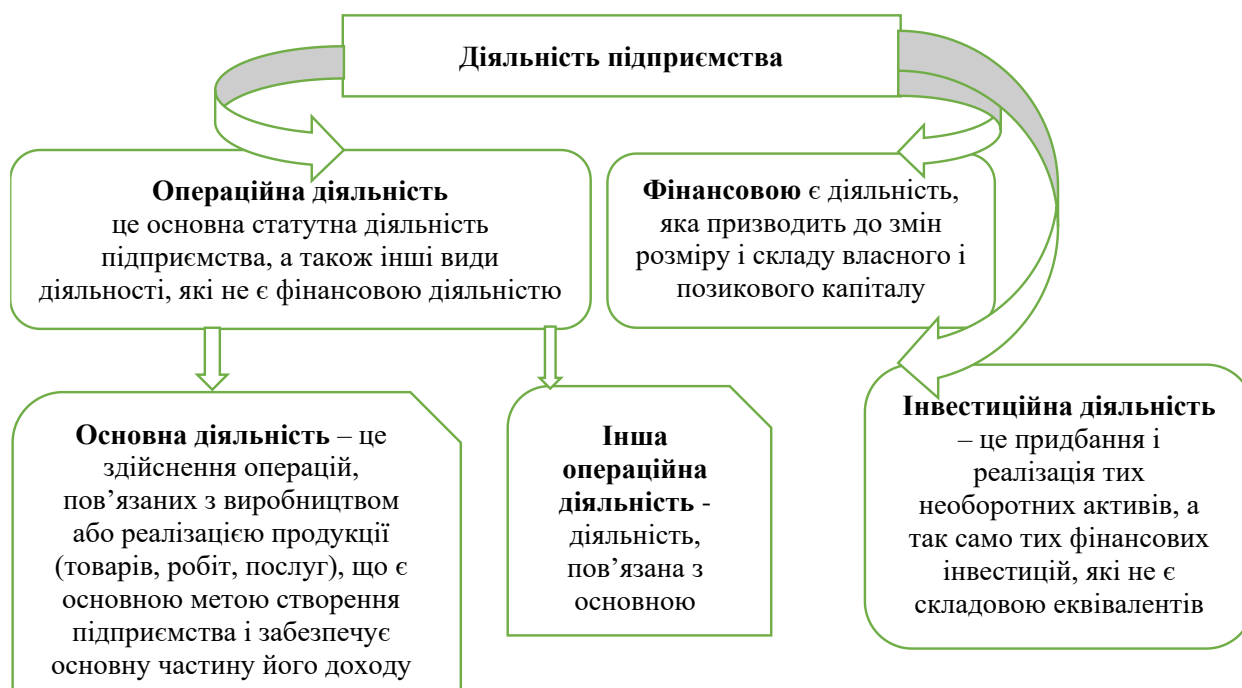 Діяльність підприємства
Операційна діяльність
це основна статутна діяльність
підприємства, а також інші види
діяльності, які не є фінансовою діяльністю
Фінансовою є діяльність,
яка призводить до змін
розміру і складу власного і
позикового капіталу
Основна діяльність – це
здійснення операцій,
пов’язаних з виробництвом
або реалізацією продукції
(товарів, робіт, послуг), що є
основною метою створення
підприємства і забезпечує
основну частину його доходу
Інша
операційна
діяльність -
діяльність,
пов’язана з
основною
Інвестиційна діяльність
– це придбання і
реалізація тих
необоротних активів, а
так само тих фінансових
інвестицій, які не є
складовою еквівалентів